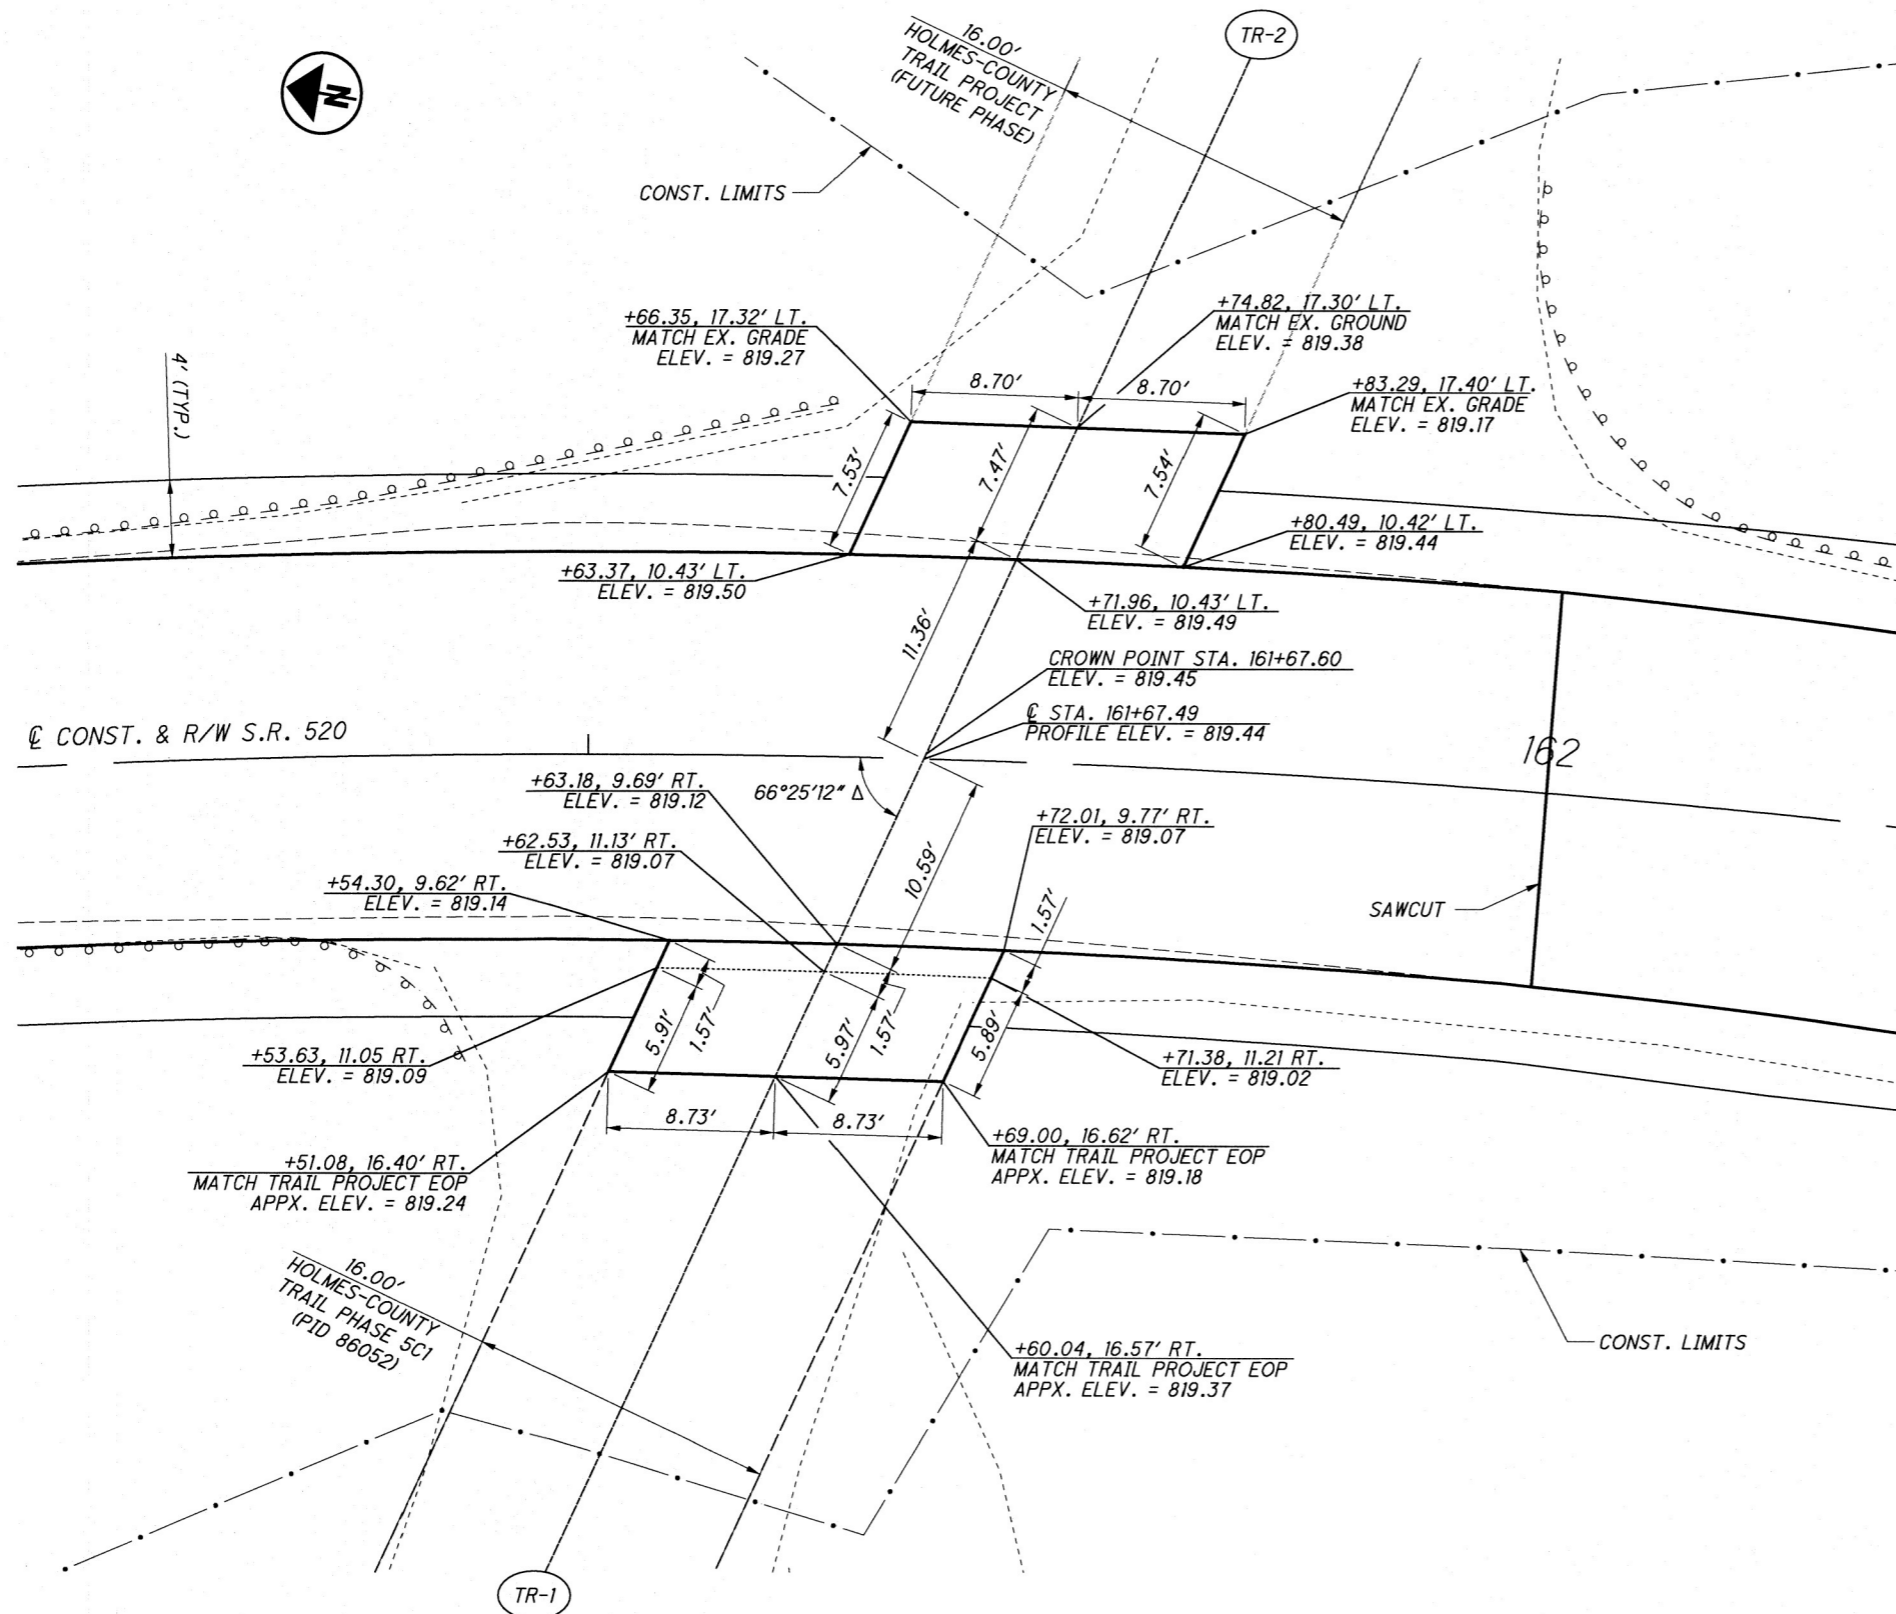 TR-2
16.00'
HOLMES-COUNTY
TRAIL PROJECT
(FUTURE PHASE)
N
CONST. LIMITS
+66.35, 17.32' LT.
MATCH EX. GRADE
ELEV. = 819.27
+74.82, 17.30' LT.
MATCH EX. GROUND
ELEV. = 819.38
4' (TYP.)
8.70'
8.70'
+83.29, 17.40' LT.
MATCH EX. GRADE
ELEV. = 819.17
7.53'
7.47'
7.54'
+80.49, 10.42' LT.
ELEV. = 819.44
+63.37, 10.43' LT.
ELEV. = 819.50
+71.96, 10.43' LT.
ELEV. = 819.49
11.36'
CROWN POINT STA. 161+67.60
ELEV. = 819.45
℄ STA. 161+67.49
PROFILE ELEV. = 819.44
℄ CONST. & R/W S.R. 520
162
+63.18, 9.69' RT.
ELEV. = 819.12
66°25'12" Δ
+72.01, 9.77' RT.
ELEV. = 819.07
+62.53, 11.13' RT.
ELEV. = 819.07
10.59'
+54.30, 9.62' RT.
ELEV. = 819.14
1.57'
SAWCUT
5.91'
1.57'
5.97'
1.57'
5.89'
+53.63, 11.05 RT.
ELEV. = 819.09
+71.38, 11.21 RT.
ELEV. = 819.02
8.73'
8.73'
+69.00, 16.62' RT.
MATCH TRAIL PROJECT EOP
APPX. ELEV. = 819.18
+51.08, 16.40' RT.
MATCH TRAIL PROJECT EOP
APPX. ELEV. = 819.24
16.00'
HOLMES-COUNTY
TRAIL PHASE 5C1
(PID 86052)
+60.04, 16.57' RT.
MATCH TRAIL PROJECT EOP
APPX. ELEV. = 819.37
CONST. LIMITS
TR-1